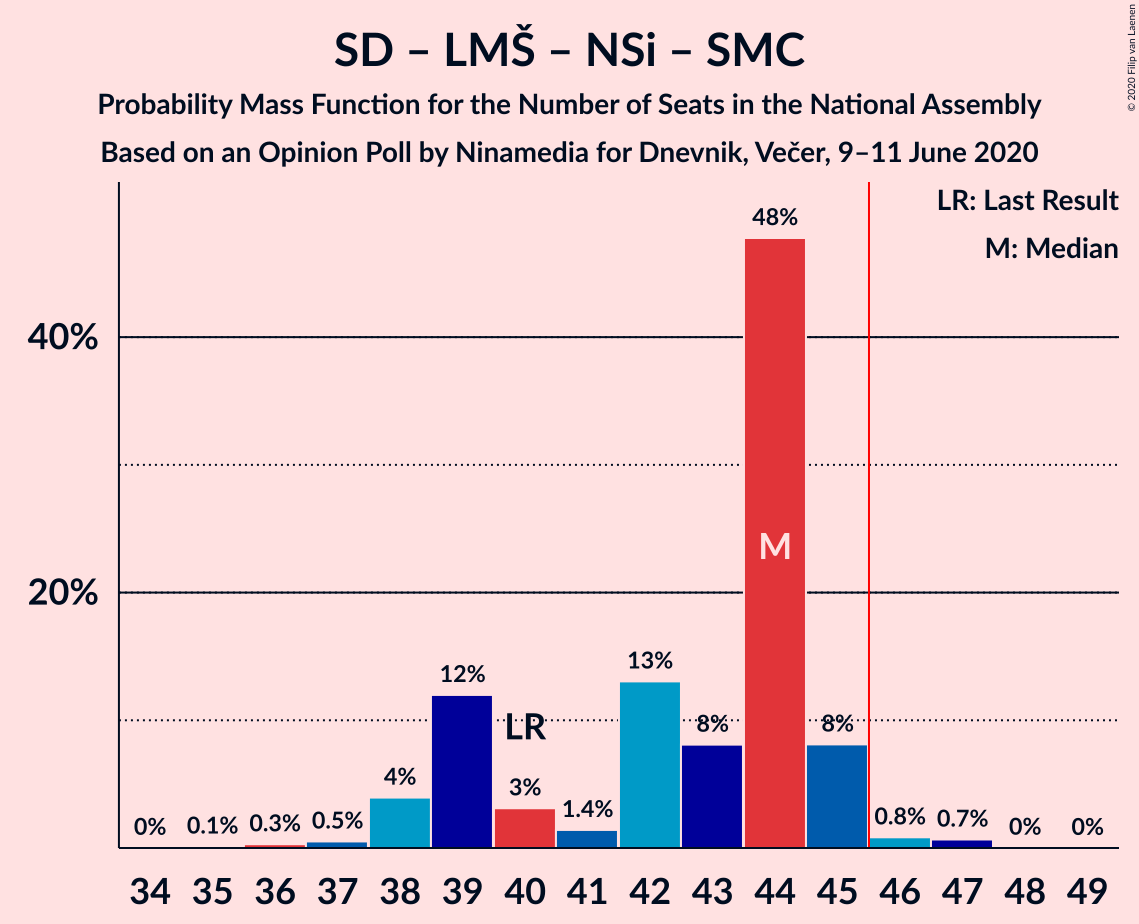 SD – LMŠ – NSi – SMC
Probability Mass Function for the Number of Seats in the National Assembly
Based on an Opinion Poll by Ninamedia for Dnevnik, Večer, 9–11 June 2020
© 2020 Filip van Laenen
LR: Last Result
M: Median
40%
20%
0%
0.1%
0.3%
0.5%
4%
12%
LR
3%
1.4%
13%
8%
48%
M
8%
0.8%
0.7%
0%
0%
34 35 36 37 38 39 40 41 42 43 44 45 46 47 48 49